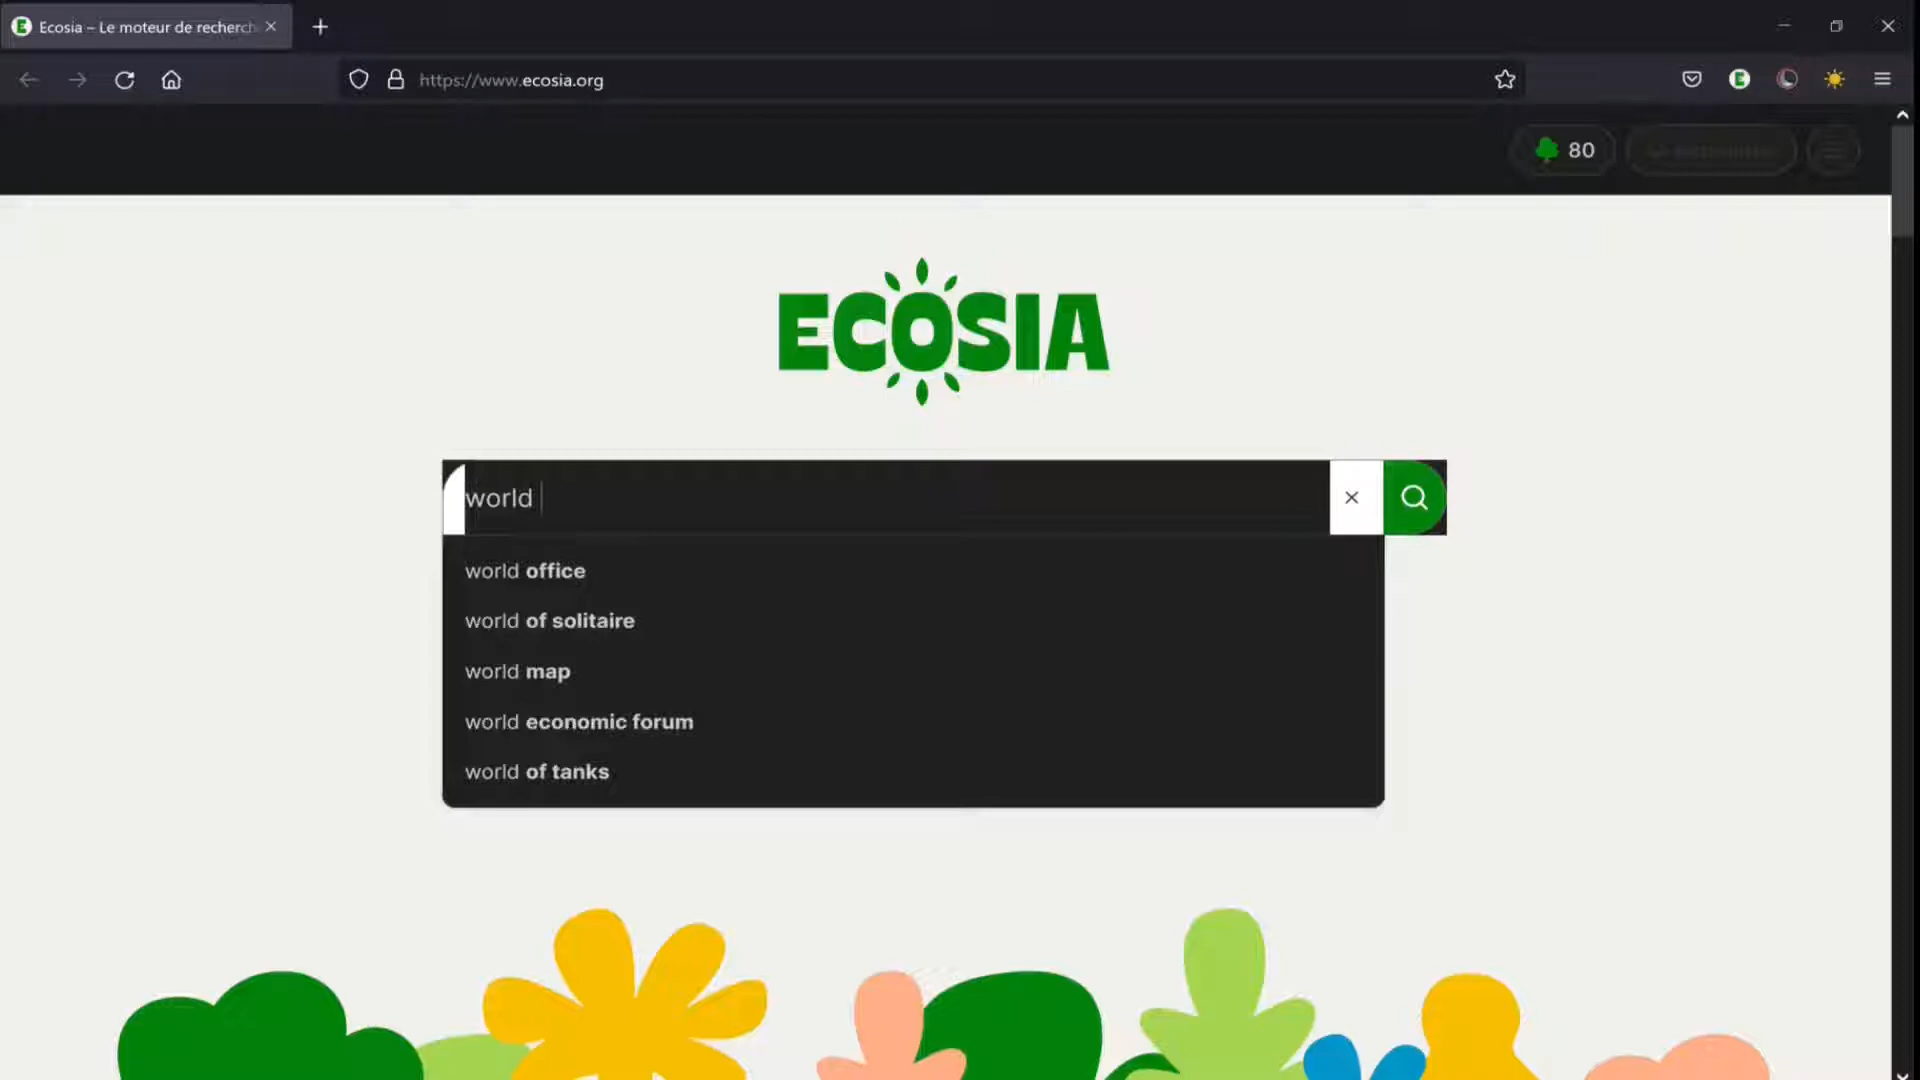 Ecosia – Le moteur de recherch
https://www.ecosia.org
80
ECOSIA
world
world office
world of solitaire
world map
world economic forum
world of tanks